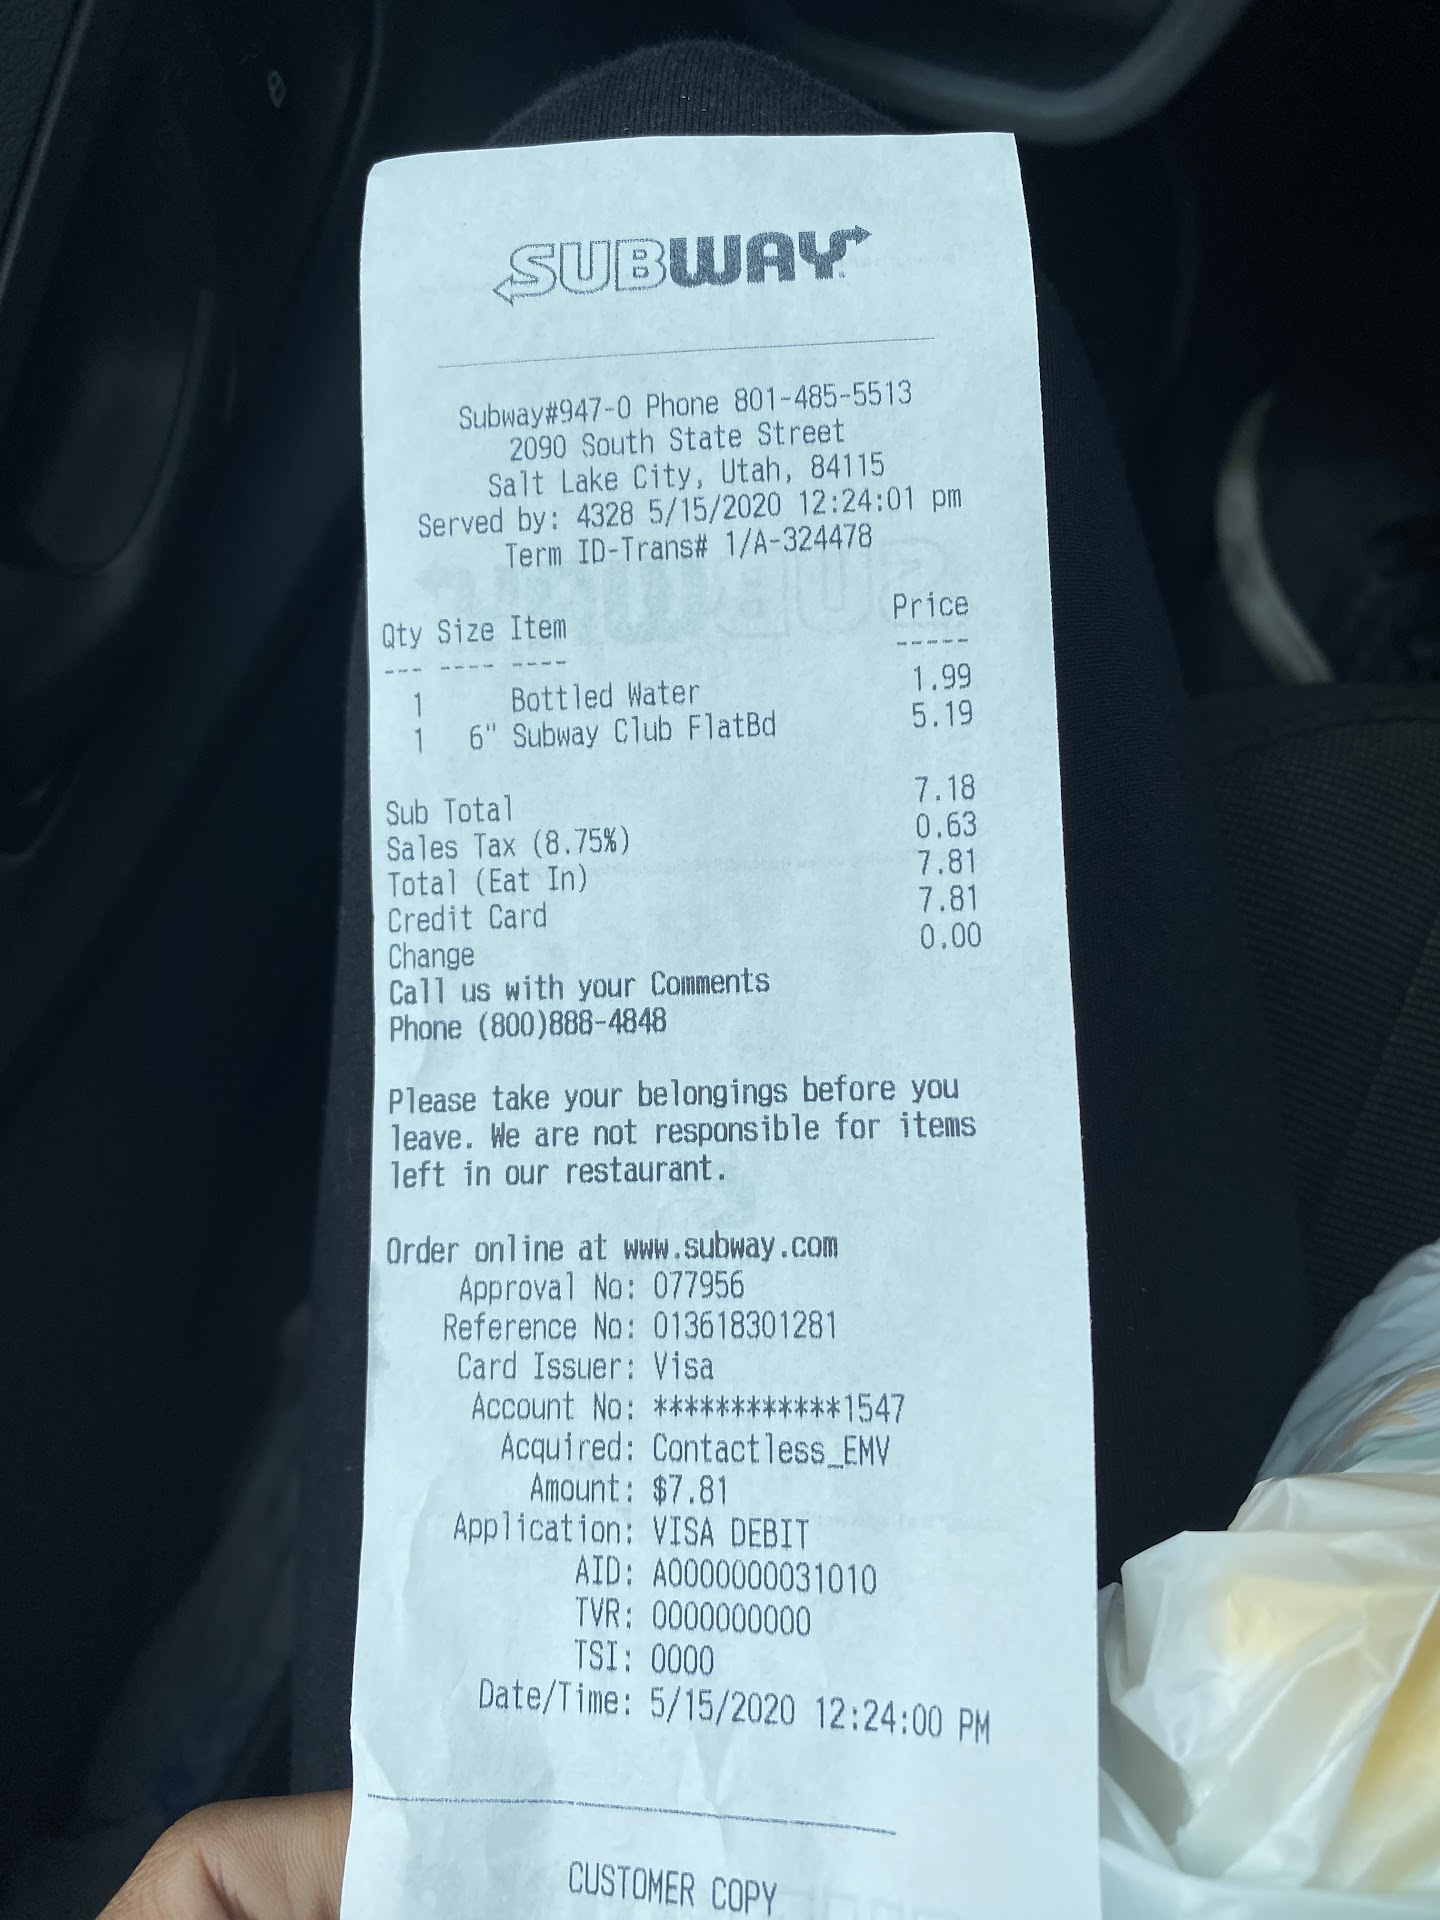 SUBWAY
Subway#947-0 Phone 801-485-5513
2090 South State Street
Salt Lake City, Utah, 84115
Served by: 4328 5/15/2020 12:24:01 pm
Term ID-Trans# 1/A-324478
Qty Size Item Price
--- ---- ---- -----
1 Bottled Water 1.99
1 6" Subway Club FlatBd 5.19
Sub Total 7.18
Sales Tax (8.75%) 0.63
Total (Eat In) 7.81
Credit Card 7.81
Change 0.00
Call us with your Comments
Phone (800)888-4848
Please take your belongings before you
leave. We are not responsible for items
left in our restaurant.
Order online at www.subway.com
Approval No: 077956
Reference No: 013618301281
Card Issuer: Visa
Account No: ************1547
Acquired: Contactless_EMV
Amount: $7.81
Application: VISA DEBIT
AID: A0000000031010
TVR: 0000000000
TSI: 0000
Date/Time: 5/15/2020 12:24:00 PM
CUSTOMER COPY